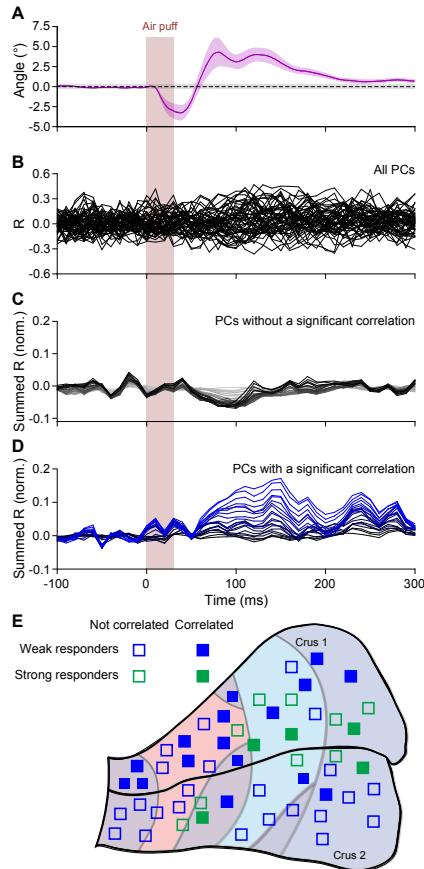 A
Air puff
7.5
5.0
2.5
0.0
-2.5
-5.0
Angle (°)
B
All PCs
0.6
0.3
0.0
-0.3
-0.6
R
C
PCs without a significant correlation
0.2
0.1
0.0
-0.1
Summed R (norm.)
D
PCs with a significant correlation
0.2
0.1
0.0
-0.1
Summed R (norm.)
-100 0 100 200 300
Time (ms)
E
Not correlated Correlated
Weak responders
Strong responders
Crus 1
Crus 2